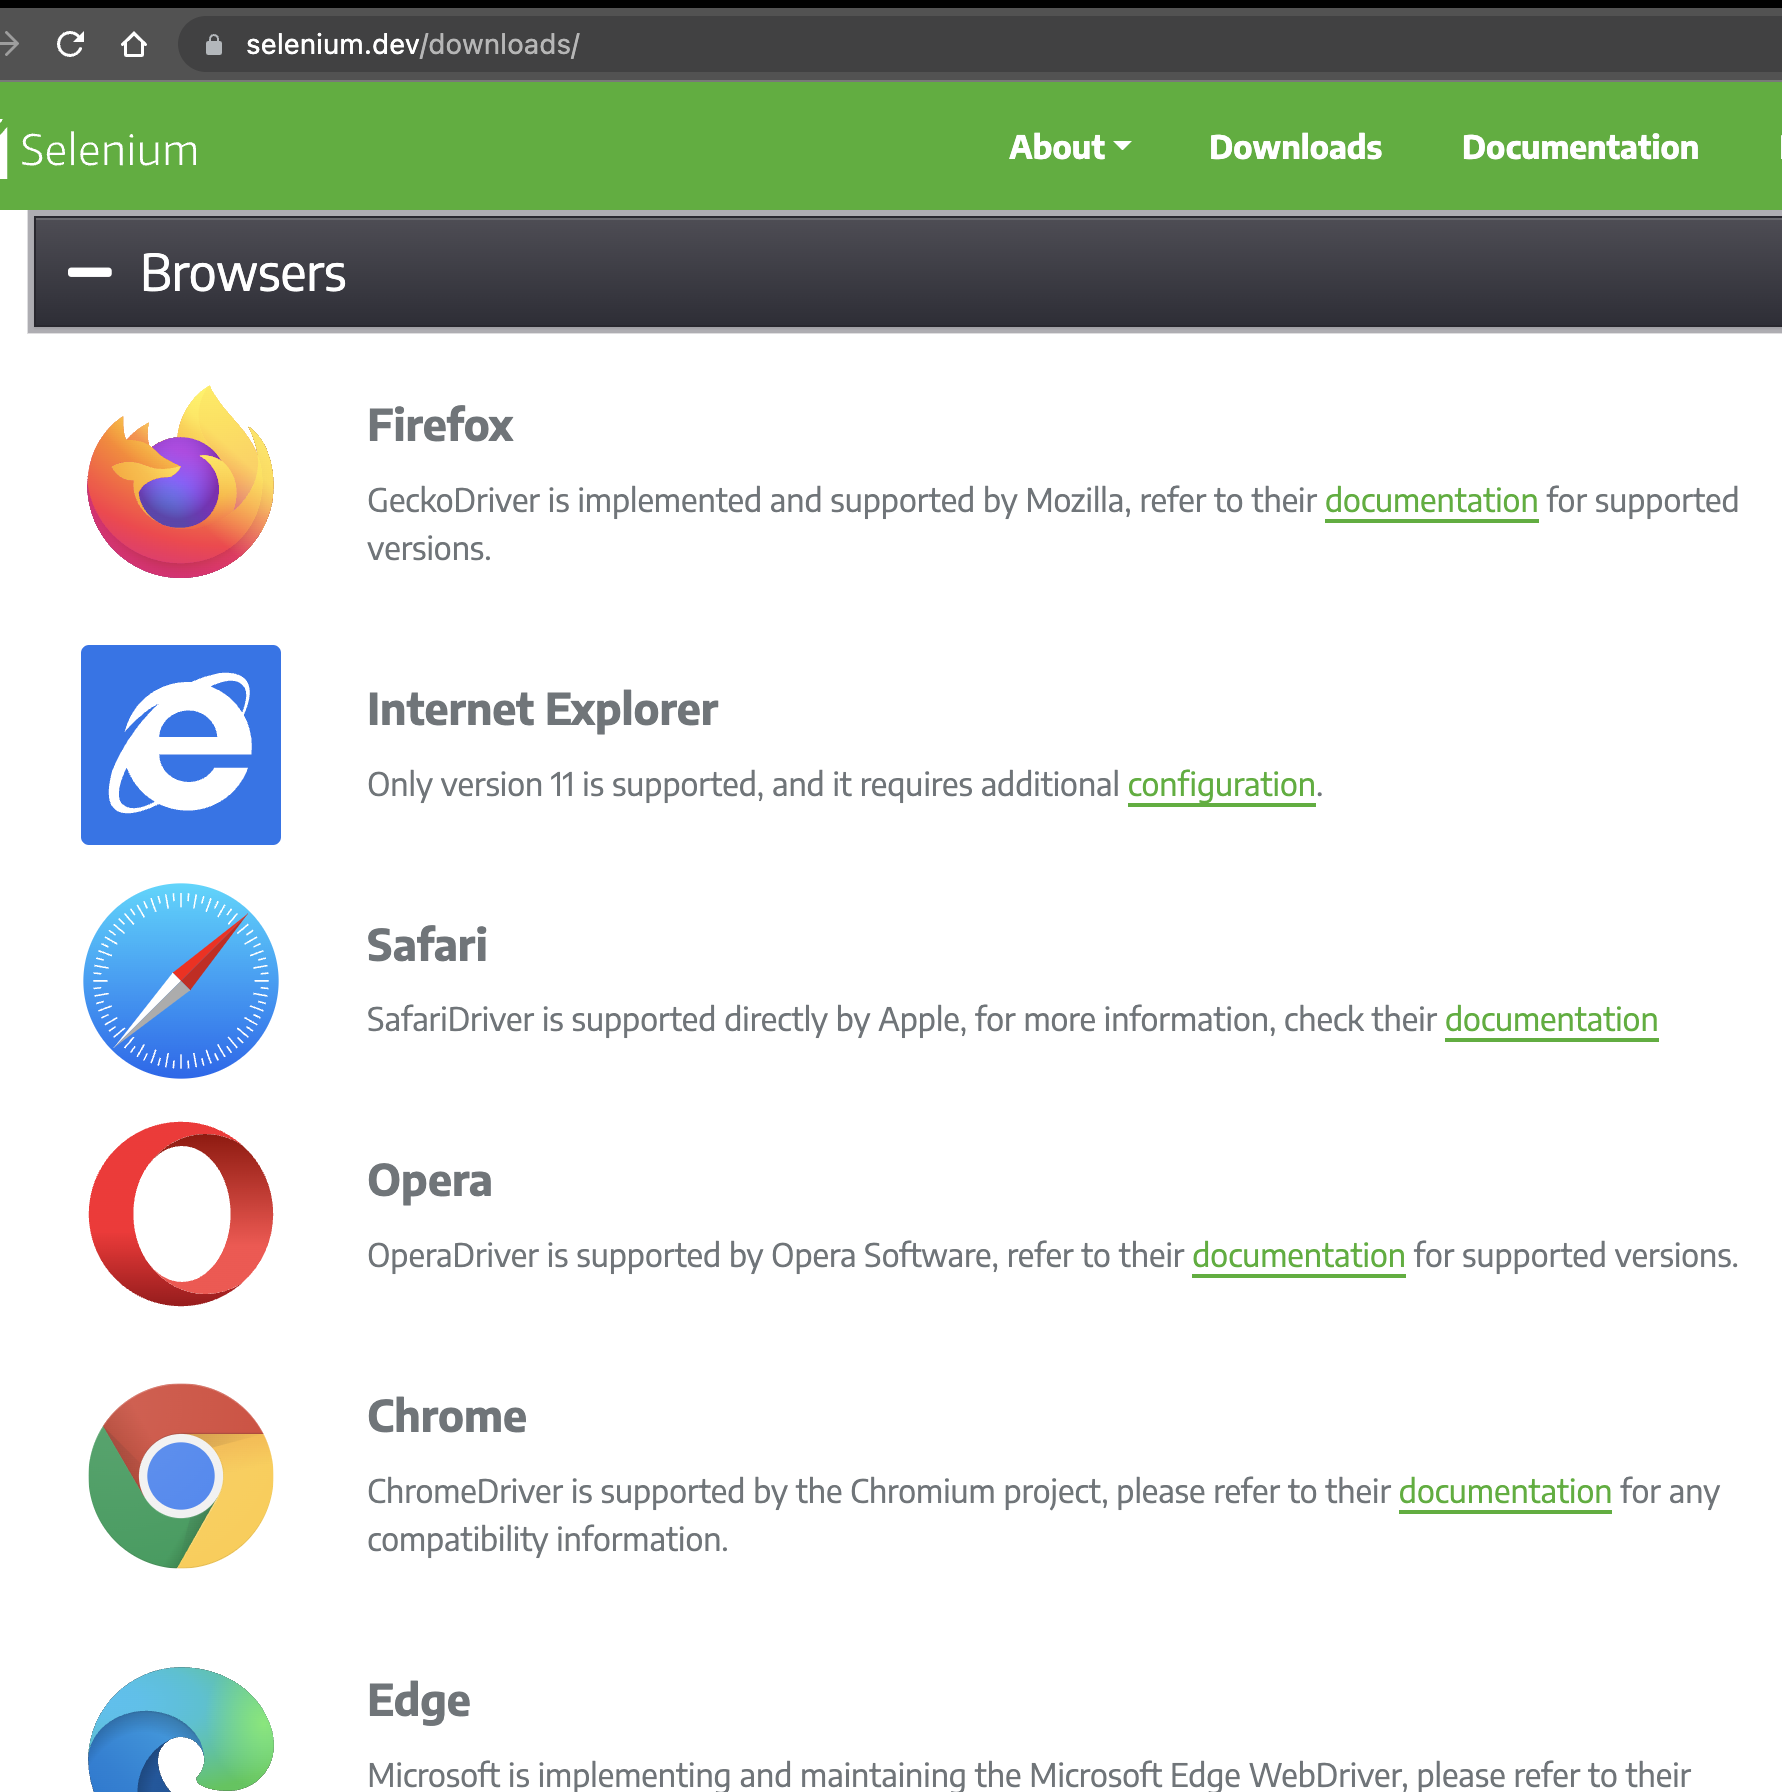 selenium.dev/downloads/
Selenium
About Downloads Documentation
Browsers
Firefox
GeckoDriver is implemented and supported by Mozilla, refer to their documentation for supported
versions.
Internet Explorer
Only version 11 is supported, and it requires additional configuration.
Safari
SafariDriver is supported directly by Apple, for more information, check their documentation
Opera
OperaDriver is supported by Opera Software, refer to their documentation for supported versions.
Chrome
ChromeDriver is supported by the Chromium project, please refer to their documentation for any
compatibility information.
Edge
Microsoft is implementing and maintaining the Microsoft Edge WebDriver, please refer to their